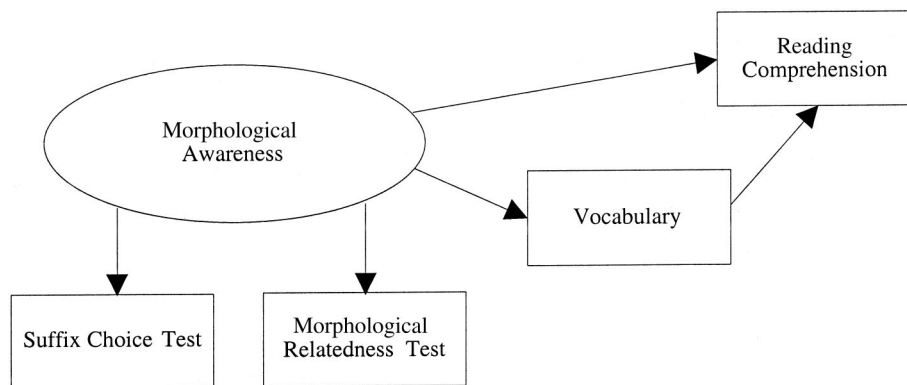 Reading
Comprehension
Morphological
Awareness
Vocabulary
Suffix Choice Test
Morphological
Relatedness Test